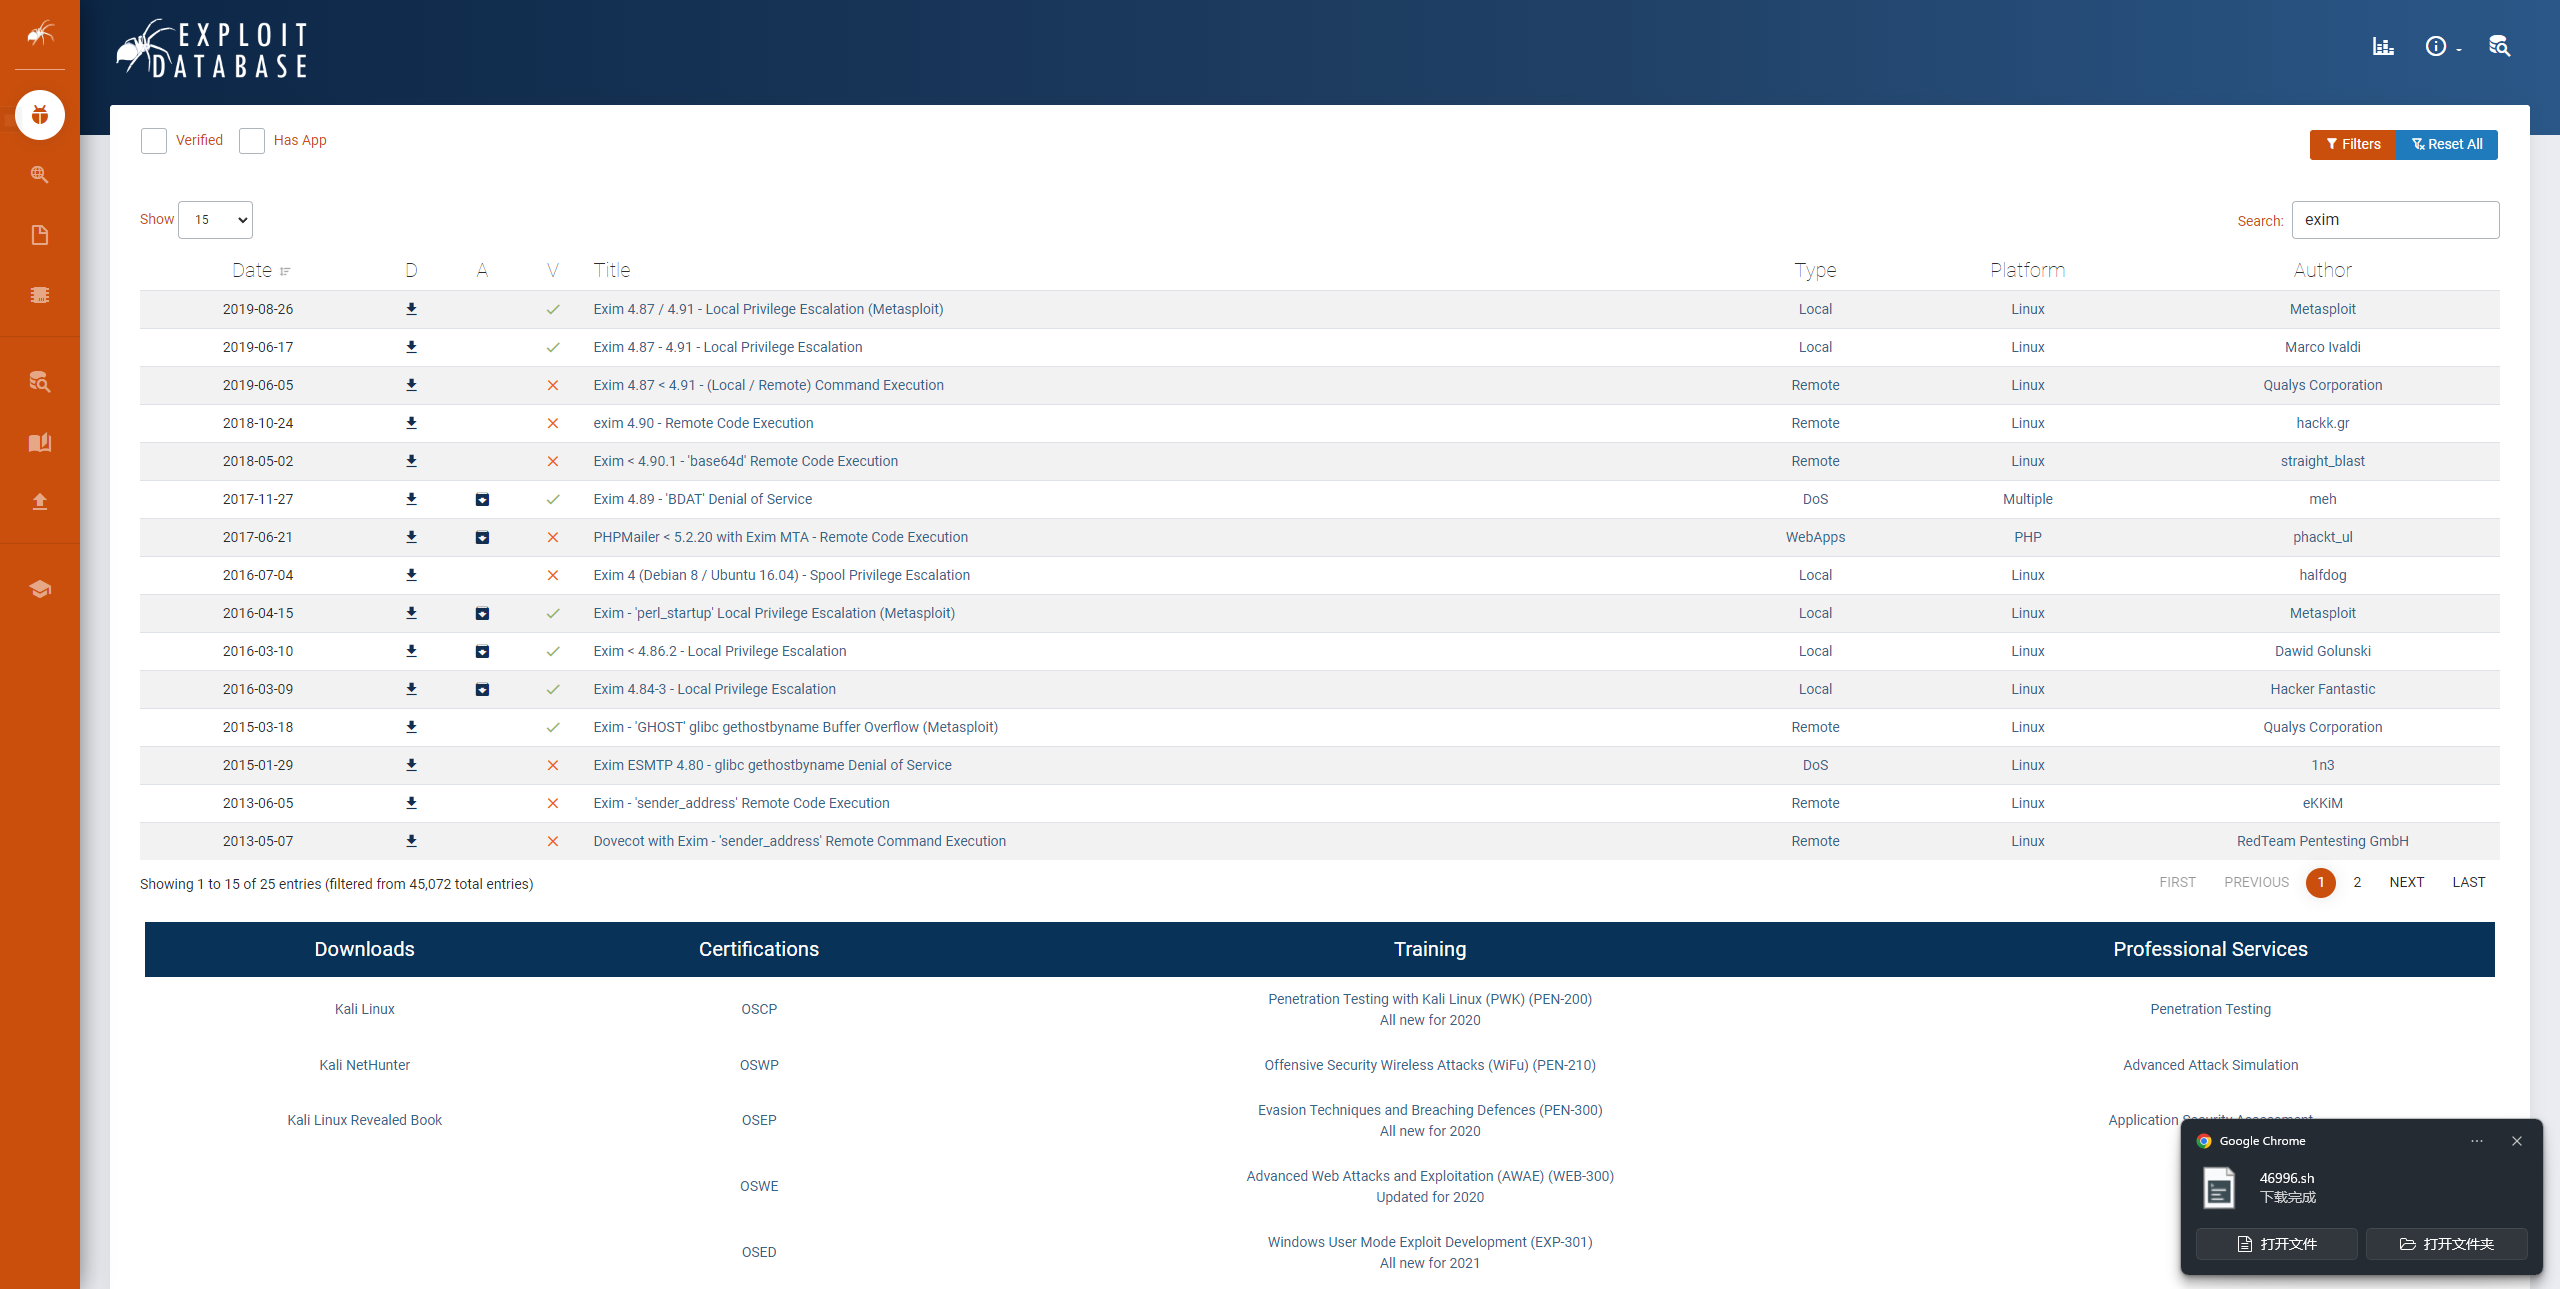 EXPLOIT
DATABASE
Verified Has App
Filters Reset All
Show 15
Search: exim
Date D A V Title Type Platform Author
2019-08-26 Exim 4.87 / 4.91 - Local Privilege Escalation (Metasploit) Local Linux Metasploit
2019-06-17 Exim 4.87 - 4.91 - Local Privilege Escalation Local Linux Marco Ivaldi
2019-06-05 Exim 4.87 < 4.91 - (Local / Remote) Command Execution Remote Linux Qualys Corporation
2018-10-24 exim 4.90 - Remote Code Execution Remote Linux hackk.gr
2018-05-02 Exim < 4.90.1 - 'base64d' Remote Code Execution Remote Linux straight_blast
2017-11-27 Exim 4.89 - 'BDAT' Denial of Service DoS Multiple meh
2017-06-21 PHPMailer < 5.2.20 with Exim MTA - Remote Code Execution WebApps PHP phackt_ul
2016-07-04 Exim 4 (Debian 8 / Ubuntu 16.04) - Spool Privilege Escalation Local Linux halfdog
2016-04-15 Exim - 'perl_startup' Local Privilege Escalation (Metasploit) Local Linux Metasploit
2016-03-10 Exim < 4.86.2 - Local Privilege Escalation Local Linux Dawid Golunski
2016-03-09 Exim 4.84-3 - Local Privilege Escalation Local Linux Hacker Fantastic
2015-03-18 Exim - 'GHOST' glibc gethostbyname Buffer Overflow (Metasploit) Remote Linux Qualys Corporation
2015-01-29 Exim ESMTP 4.80 - glibc gethostbyname Denial of Service DoS Linux 1n3
2013-06-05 Exim - 'sender_address' Remote Code Execution Remote Linux eKKiM
2013-05-07 Dovecot with Exim - 'sender_address' Remote Command Execution Remote Linux RedTeam Pentesting GmbH
Showing 1 to 15 of 25 entries (filtered from 45,072 total entries)
FIRST PREVIOUS 1 2 NEXT LAST
Downloads Certifications Training Professional Services
Kali Linux OSCP Penetration Testing with Kali Linux (PWK) (PEN-200) Penetration Testing
All new for 2020
Kali NetHunter OSWP Offensive Security Wireless Attacks (WiFu) (PEN-210) Advanced Attack Simulation
Kali Linux Revealed Book OSEP Evasion Techniques and Breaching Defences (PEN-300) Application Security Assessment
All new for 2020
OSWE Advanced Web Attacks and Exploitation (AWAE) (WEB-300)
Updated for 2020
OSED Windows User Mode Exploit Development (EXP-301)
All new for 2021
Google Chrome
46996.sh
下载完成
打开文件 打开文件夹